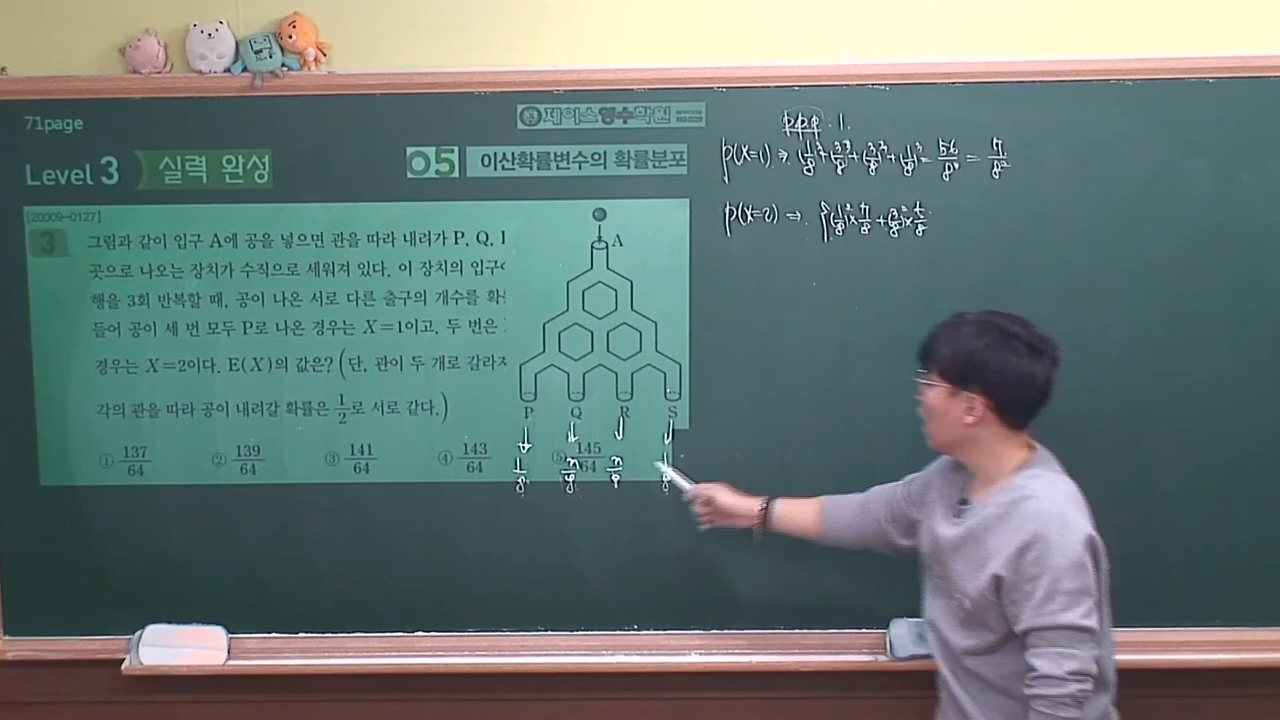 71page
제이스영수학원
Level 3 실력 완성
05 이산확률변수의 확률분포
[20009-0127]
3
그림과 같이 입구 A에 공을 넣으면 관을 따라 내려가 P, Q,
곳으로 나오는 장치가 수직으로 세워져 있다. 이 장치의 입구
행을 3회 반복할 때, 공이 나온 서로 다른 출구의 개수를
들어 공이 세 번 모두 P로 나온 경우는 X=1이고, 두 번은
경우는 X=2이다. E(X)의 값은? (단, 관이 두 개로
각의 관을 따라 공이 내려갈 확률은 1/2로 서로 같다.)
① 137/64 ② 139/64 ③ 141/64 ④ 143/64 ⑤ 145/64
A
P Q R S
1/8 3/8 3/8 1/8
P.P.P : 1.
P(X=1) ⇒ (1/8)³+(3/8)³+(3/8)³+(1/8)³ = 56/8³ = 7/8²
P(X=2) ⇒ {(1/8)²×7/8+(3/8)²×